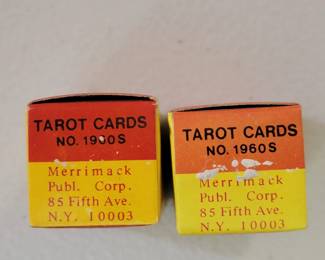 TAROT CARDS
NO. 1960S
Merrimack
Publ. Corp.
85 Fifth Ave.
N.Y. 10003
TAROT CARDS
NO. 1960S
Merrimack
Publ. Corp.
85 Fifth Ave.
N.Y. 10003